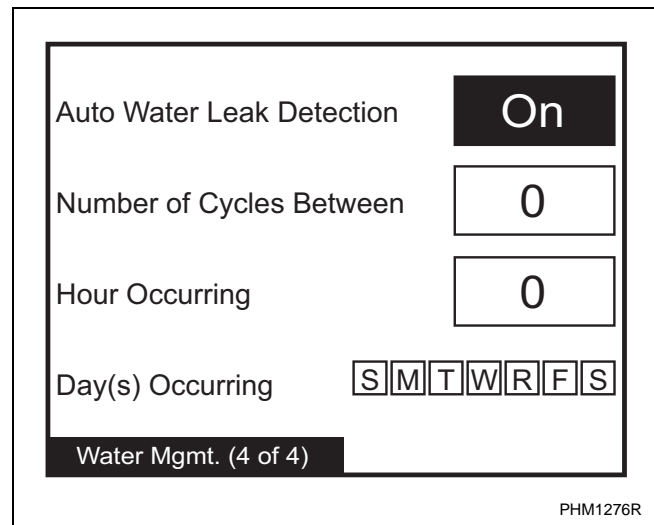 Auto Water Leak Detection On
Number of Cycles Between 0
Hour Occurring 0
Day(s) Occurring S M T W R F S
Water Mgmt. (4 of 4)
PHM1276R